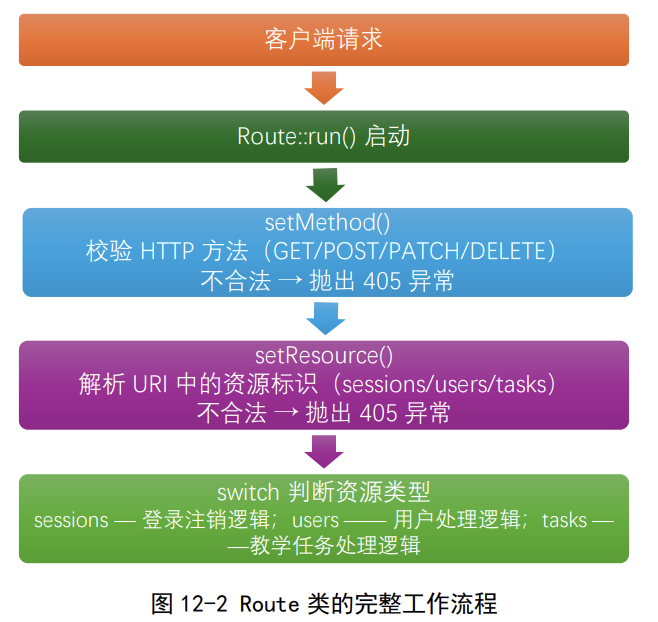 客户端请求
Route::run() 启动
setMethod()
校验 HTTP 方法（GET/POST/PATCH/DELETE）
不合法 → 抛出 405 异常
setResource()
解析 URI 中的资源标识（sessions/users/tasks）
不合法 → 抛出 405 异常
switch 判断资源类型
sessions — 登录注销逻辑；users —— 用户处理逻辑；tasks —
—教学任务处理逻辑
图 12-2 Route 类的完整工作流程